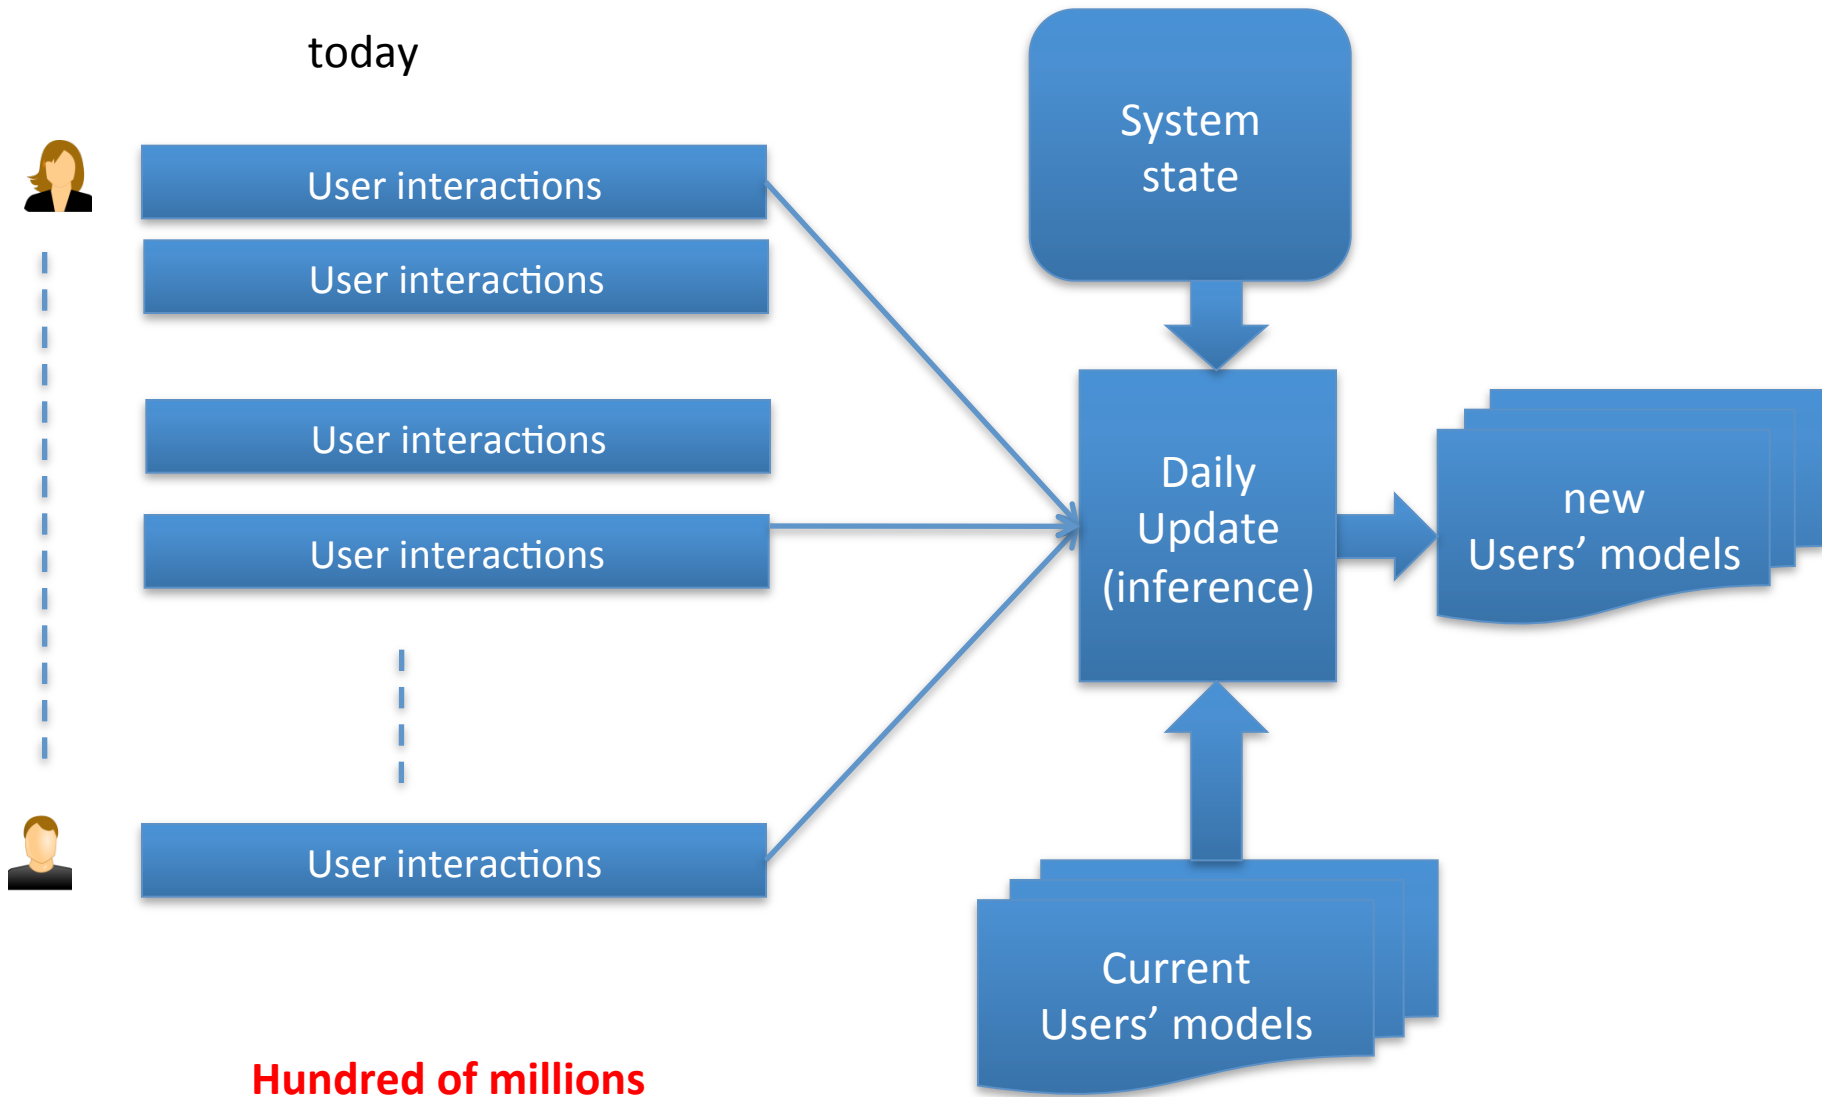 today
User interactions
User interactions
User interactions
User interactions
User interactions
Hundred of millions
System
state
Daily
Update
(inference)
new
Users’ models
Current
Users’ models